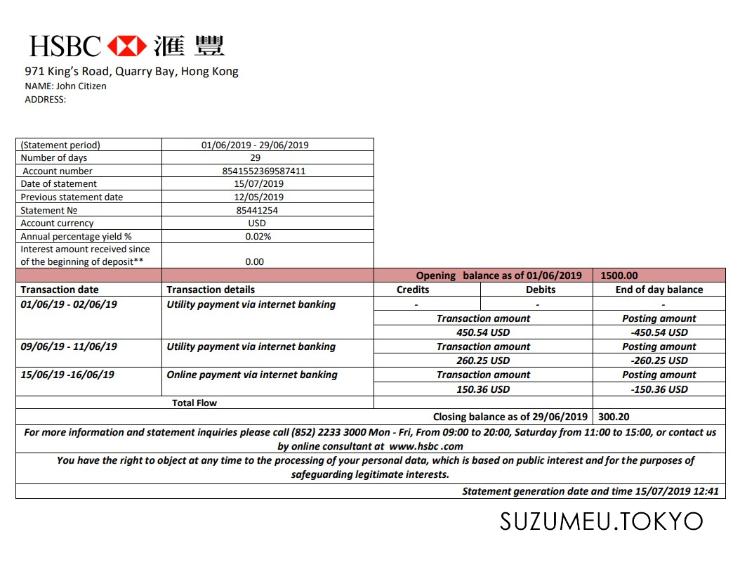 HSBC 滙豐
971 King's Road, Quarry Bay, Hong Kong
NAME: John Citizen
ADDRESS:
(Statement period) 01/06/2019 - 29/06/2019
Number of days 29
Account number 8541552369587411
Date of statement 15/07/2019
Previous statement date 12/05/2019
Statement № 85441254
Account currency USD
Annual percentage yield % 0.02%
Interest amount received since
of the beginning of deposit** 0.00
Opening balance as of 01/06/2019 1500.00
Transaction date Transaction details Credits Debits End of day balance
01/06/19 - 02/06/19 Utility payment via internet banking - - -
Transaction amount Posting amount
450.54 USD -450.54 USD
09/06/19 - 11/06/19 Utility payment via internet banking Transaction amount Posting amount
260.25 USD -260.25 USD
15/06/19 -16/06/19 Online payment via internet banking Transaction amount Posting amount
150.36 USD -150.36 USD
Total Flow
Closing balance as of 29/06/2019 300.20
For more information and statement inquiries please call (852) 2233 3000 Mon - Fri, From 09:00 to 20:00, Saturday from 11:00 to 15:00, or contact us
by online consultant at www.hsbc .com
You have the right to object at any time to the processing of your personal data, which is based on public interest and for the purposes of
safeguarding legitimate interests.
Statement generation date and time 15/07/2019 12:41
SUZUMEU.TOKYO